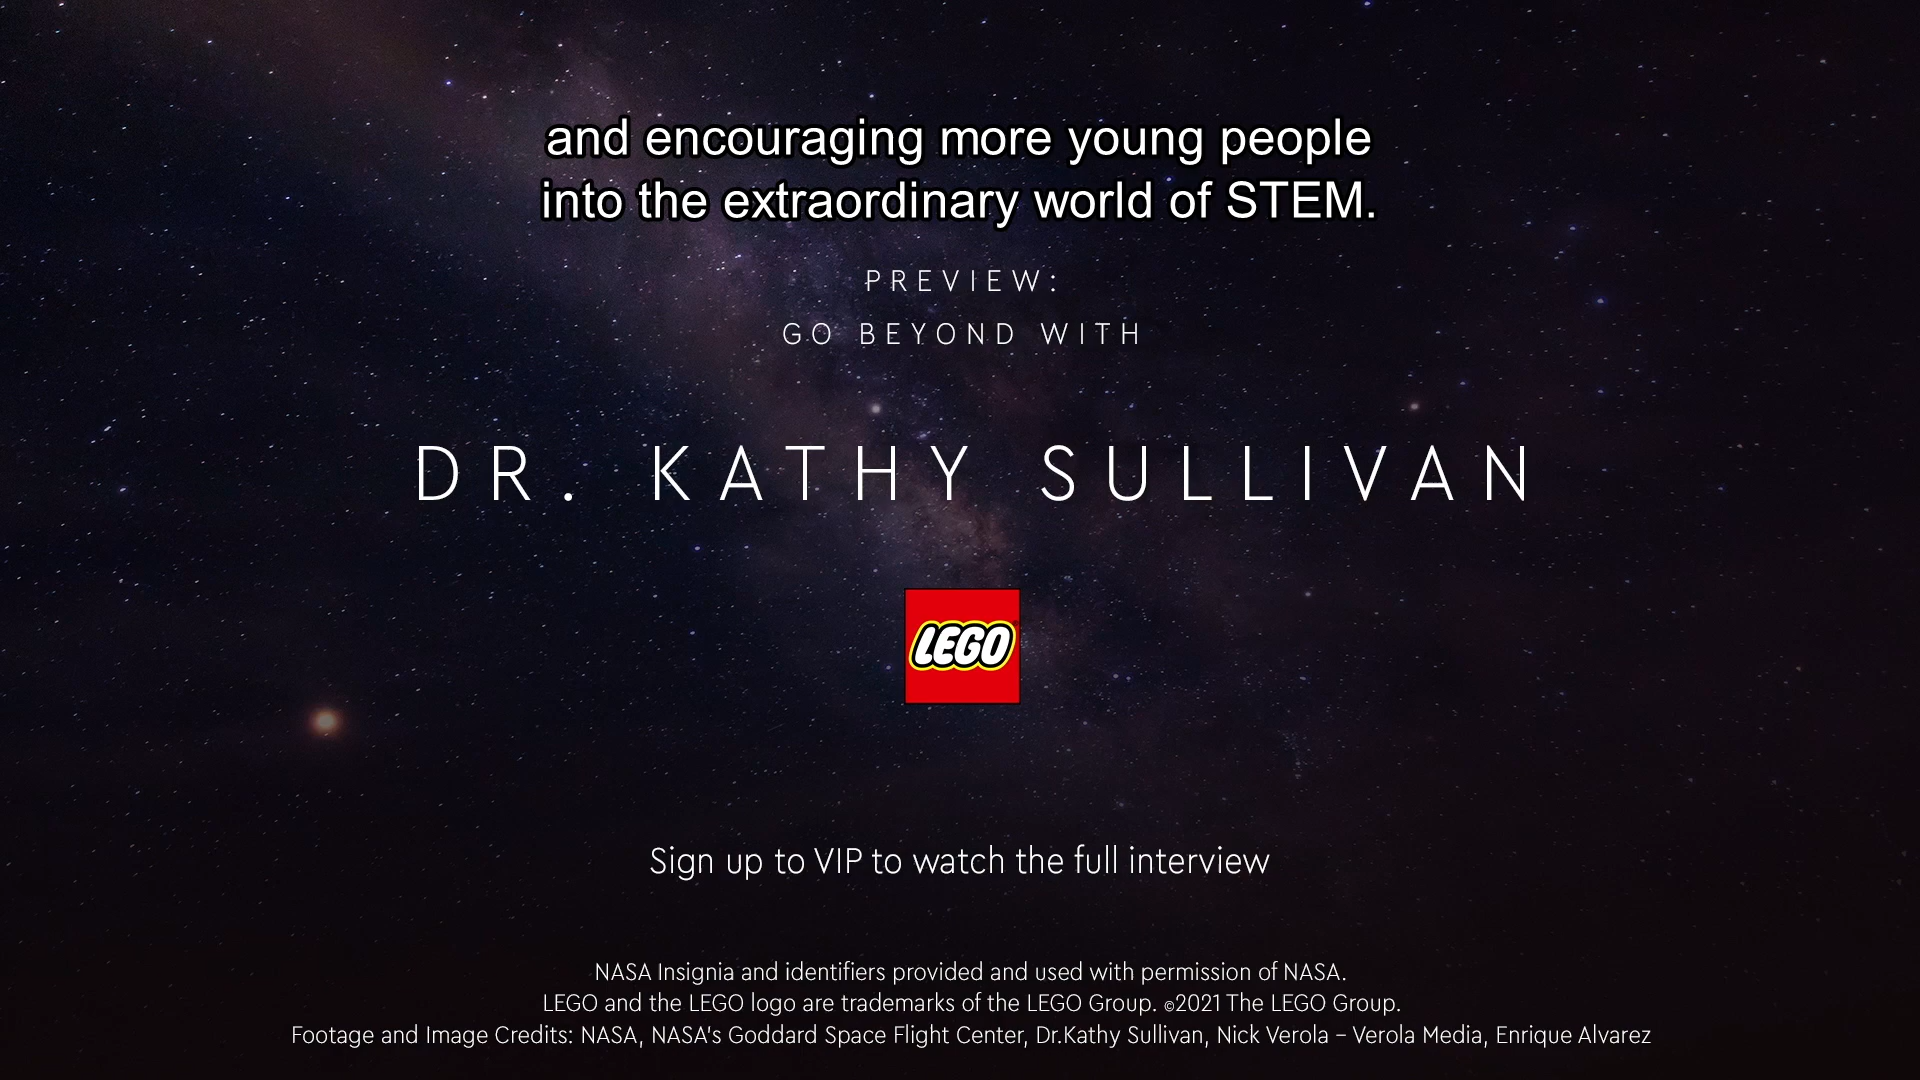 and encouraging more young people
into the extraordinary world of STEM.
PREVIEW:
GO BEYOND WITH
DR. KATHY SULLIVAN
LEGO
Sign up to VIP to watch the full interview
NASA Insignia and identifiers provided and used with permission of NASA.
LEGO and the LEGO logo are trademarks of the LEGO Group. ©2021 The LEGO Group.
Footage and Image Credits: NASA, NASA's Goddard Space Flight Center, Dr.Kathy Sullivan, Nick Verola – Verola Media, Enrique Alvarez